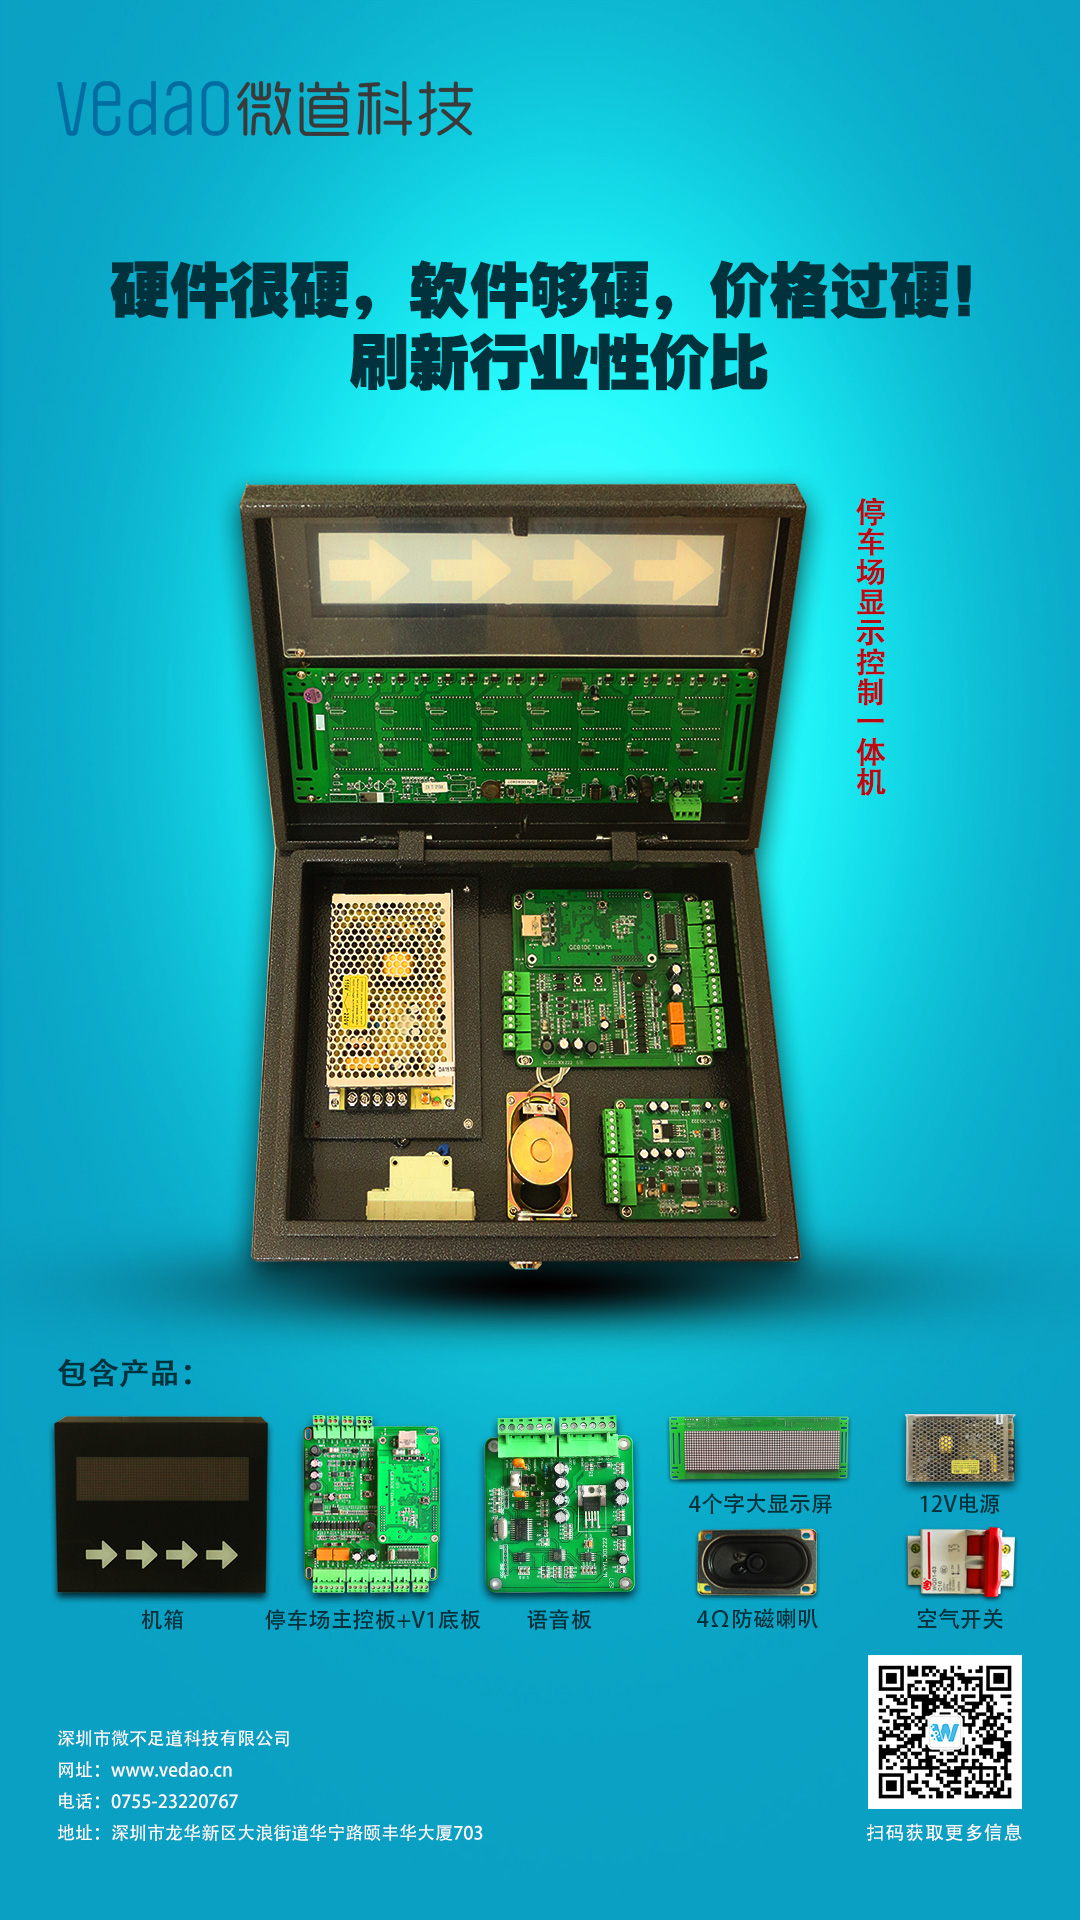 vedao微道科技
硬件很硬，软件够硬，价格过硬！
刷新行业性价比
停车场显示控制一体机
包含产品：
4个字大显示屏
12V电源
机箱
停车场主控板+V1底板
语音板
4Ω防磁喇叭
空气开关
深圳市微不足道科技有限公司
网址：www.vedao.cn
电话：0755-23220767
地址：深圳市龙华新区大浪街道华宁路颐丰华大厦703
扫码获取更多信息